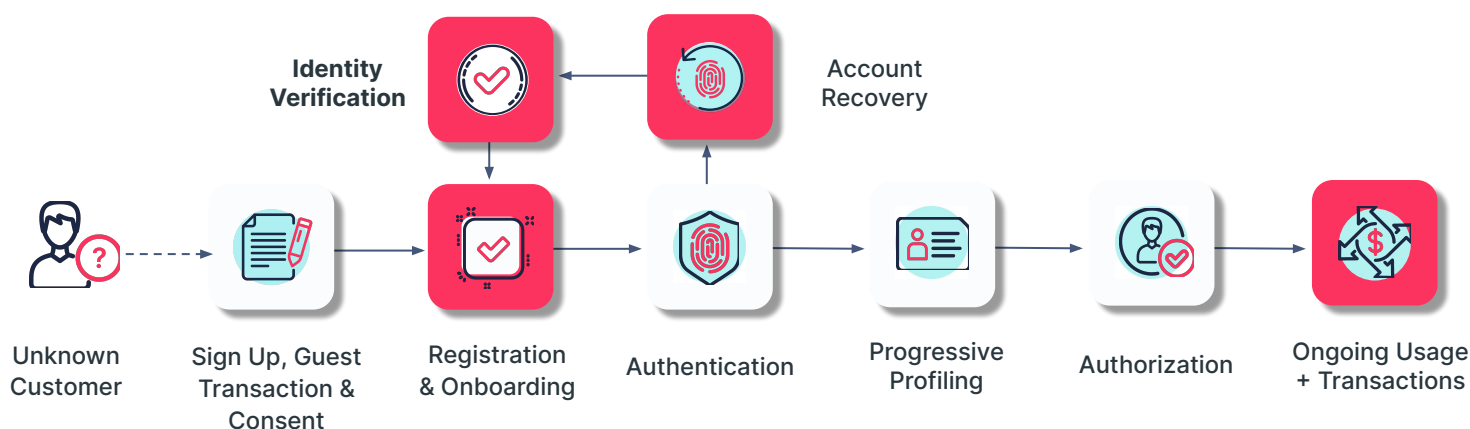 Identity
Verification
Account
Recovery
?
$
Unknown
Customer
Sign Up, Guest
Transaction &
Consent
Registration
& Onboarding
Authentication
Progressive
Profiling
Authorization
Ongoing Usage
+ Transactions